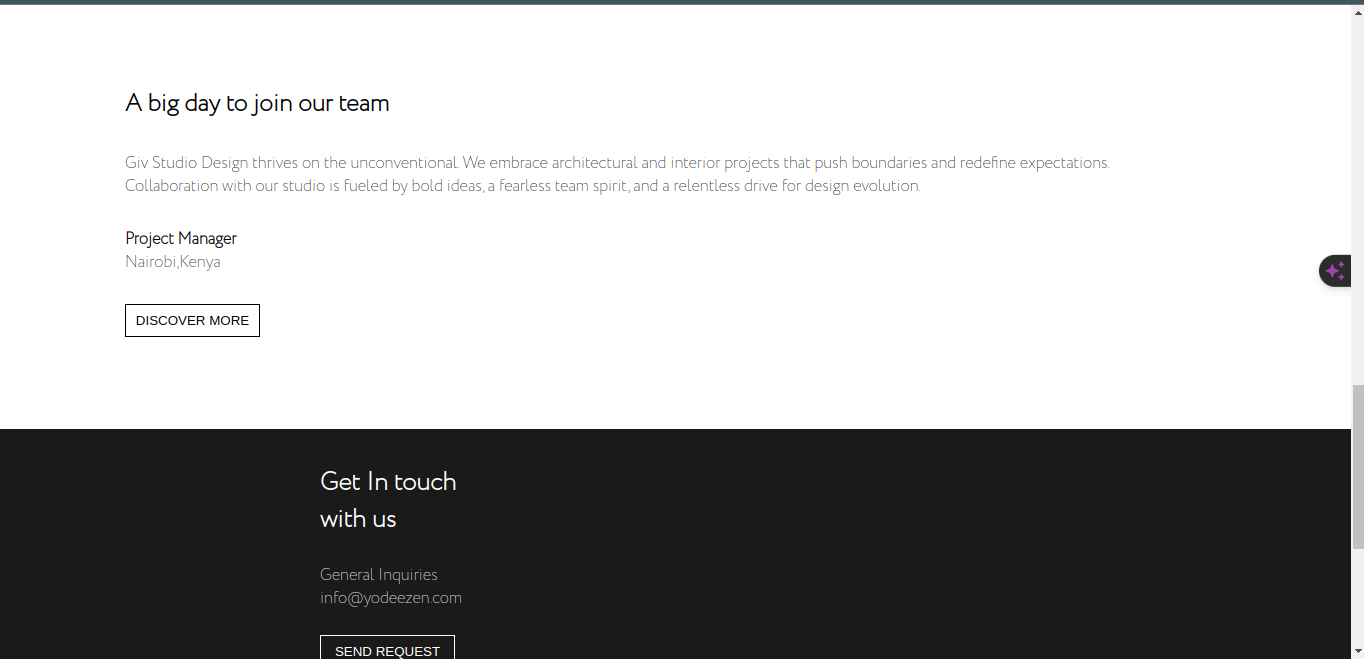 A big day to join our team
Giv Studio Design thrives on the unconventional. We embrace architectural and interior projects that push boundaries and redefine expectations.
Collaboration with our studio is fueled by bold ideas, a fearless team spirit, and a relentless drive for design evolution.
Project Manager
Nairobi,Kenya
DISCOVER MORE
Get In touch
with us
General Inquiries
info@yodeezen.com
SEND REQUEST